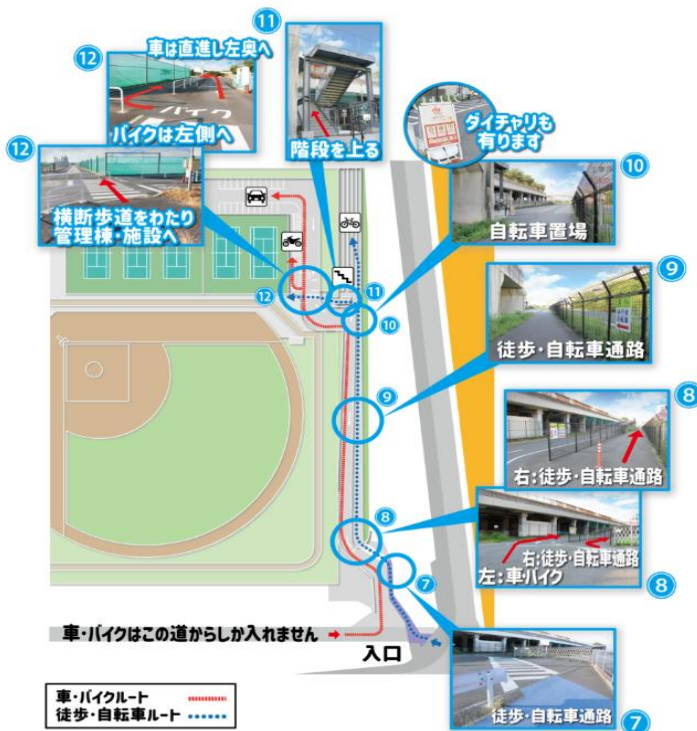 ⑫
車は直進し左奥へ
バイク
バイクは左側へ
⑪
階段を上る
ダイチャリも
有ります
⑫
横断歩道をわたり
管理棟・施設へ
⑩
自転車置場
⑨
徒歩・自転車通路
⑫
⑪
⑩
⑨
⑧
右:徒歩・自転車通路
⑧
右:徒歩・自転車通路
左:車・バイク
⑧
⑦
車・バイクはこの道からしか入れません
入口
徒歩・自転車通路
⑦
車・バイクルート
徒歩・自転車ルート